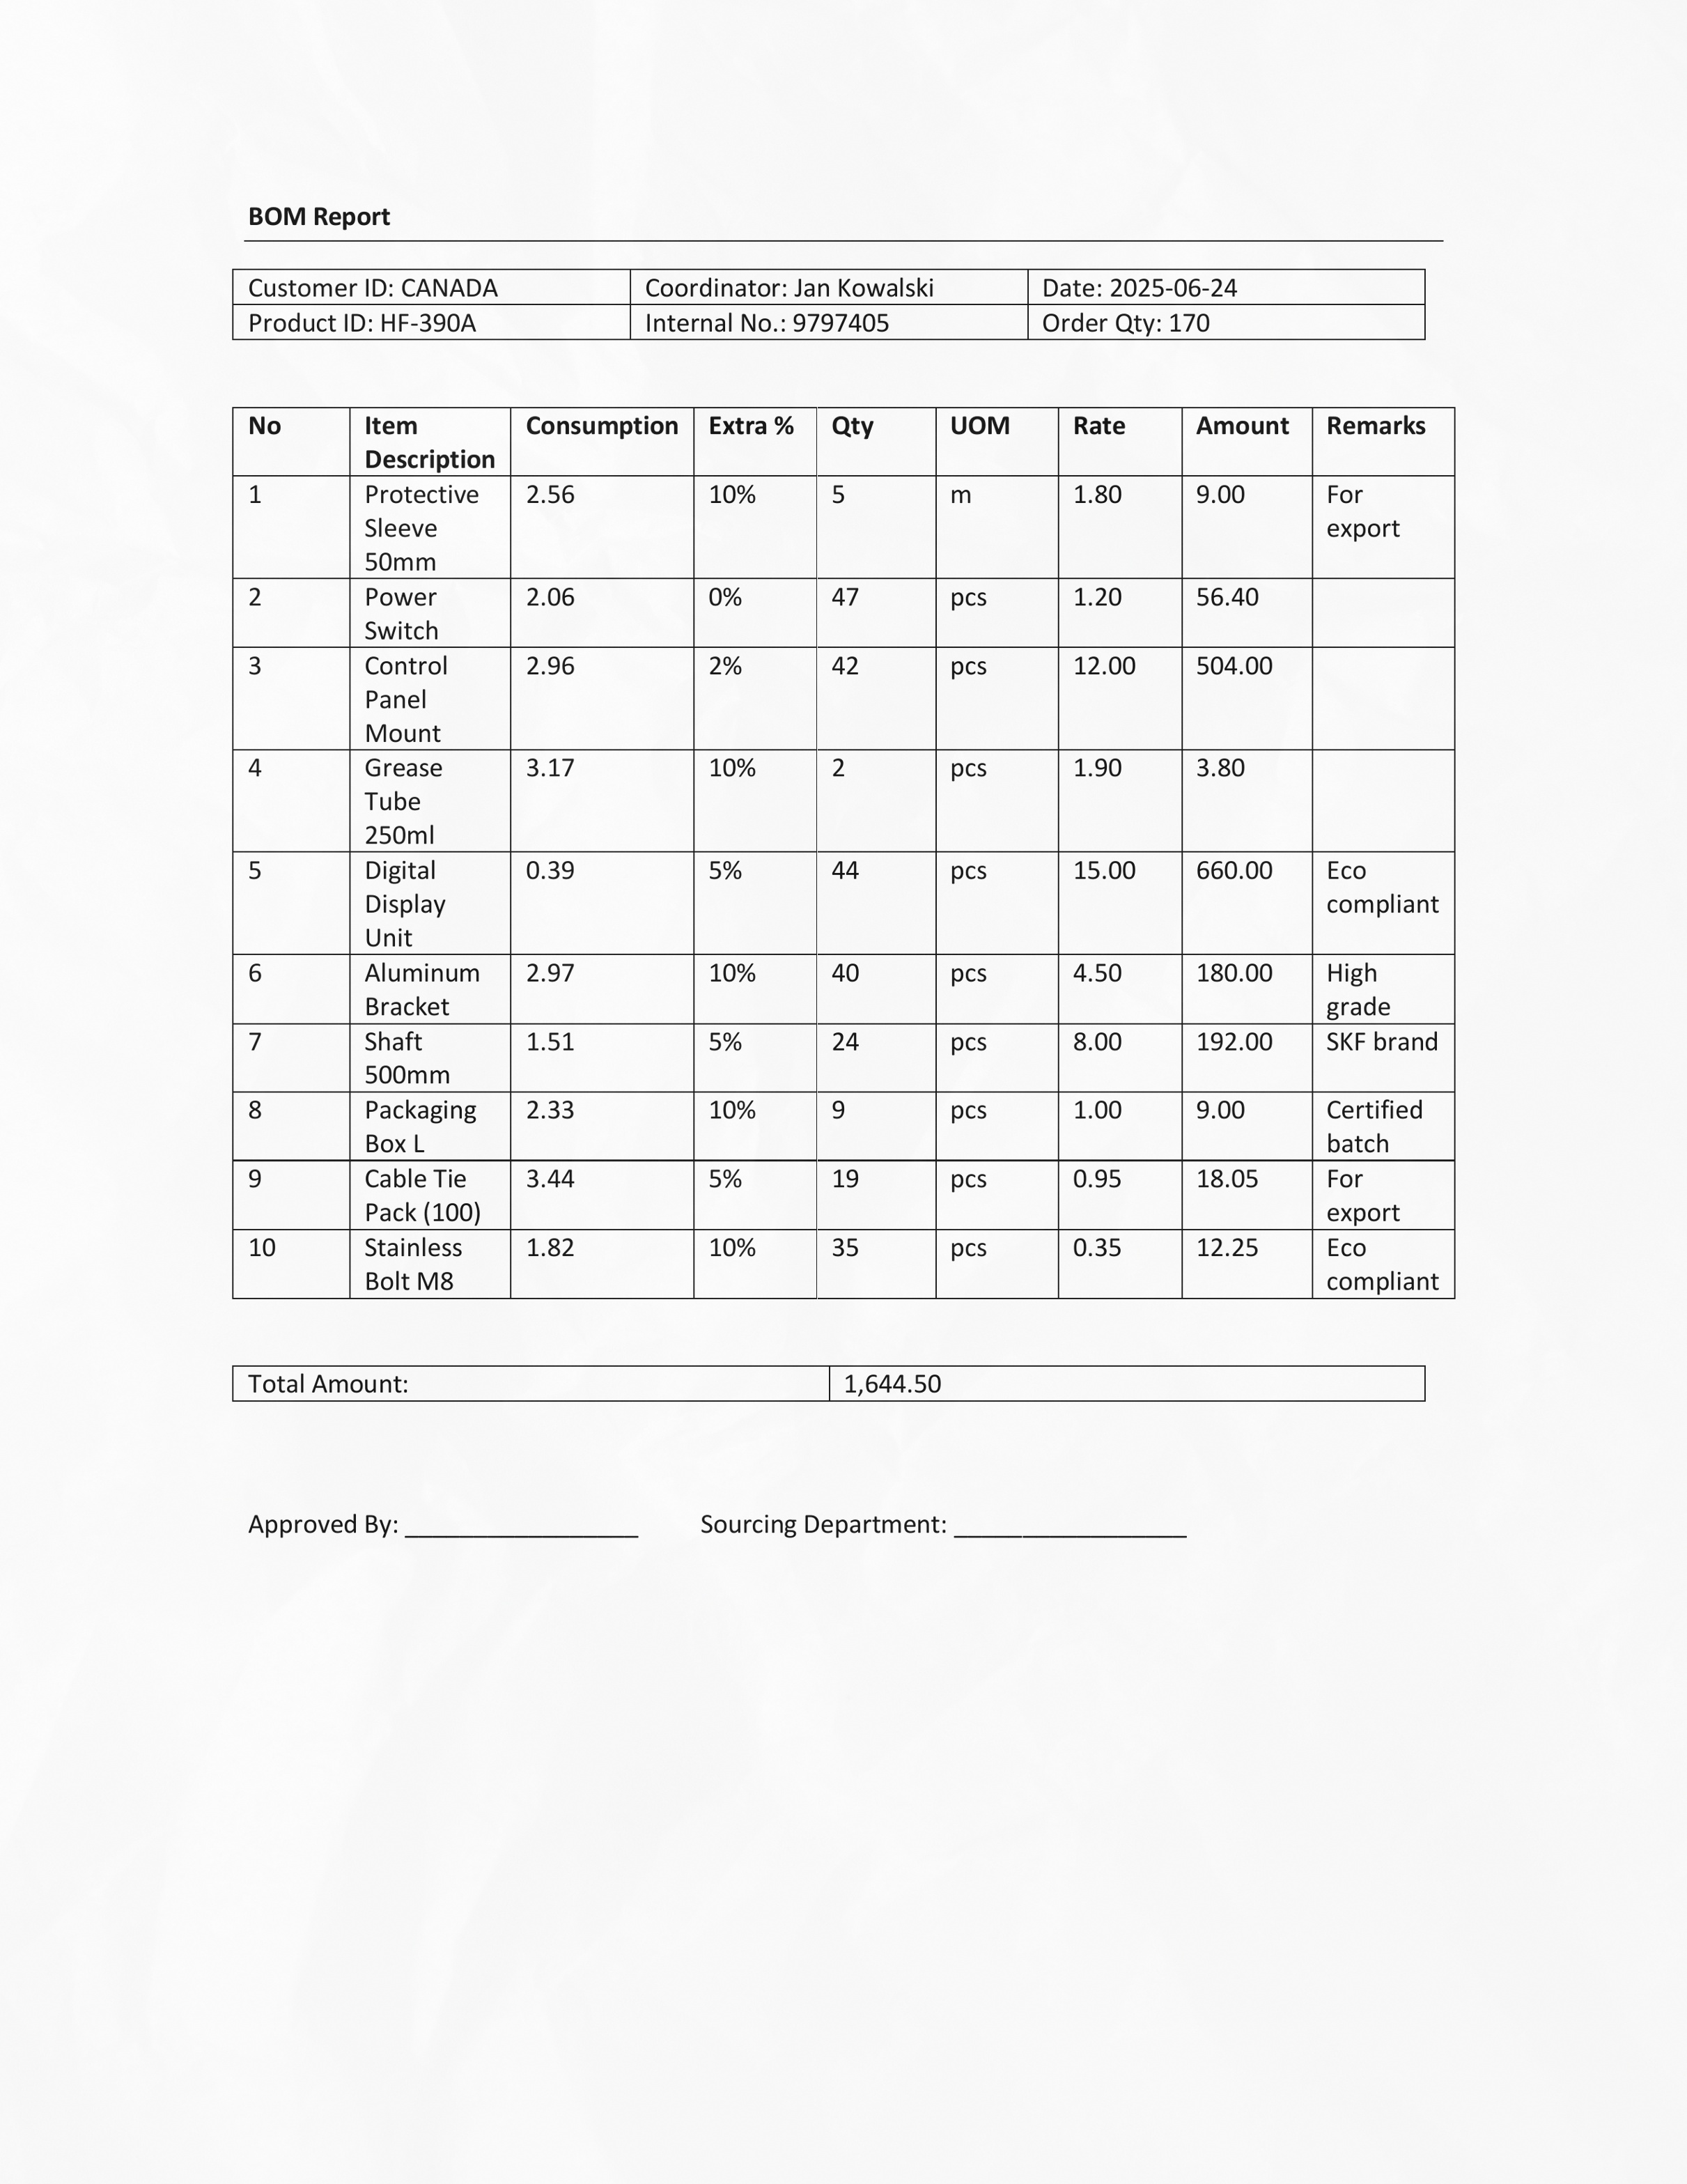 BOM Report
Customer ID: CANADA Coordinator: Jan Kowalski Date: 2025-06-24
Product ID: HF-390A Internal No.: 9797405 Order Qty: 170
No Item Description Consumption Extra % Qty UOM Rate Amount Remarks
1 Protective Sleeve 50mm 2.56 10% 5 m 1.80 9.00 For export
2 Power Switch 2.06 0% 47 pcs 1.20 56.40
3 Control Panel Mount 2.96 2% 42 pcs 12.00 504.00
4 Grease Tube 250ml 3.17 10% 2 pcs 1.90 3.80
5 Digital Display Unit 0.39 5% 44 pcs 15.00 660.00 Eco compliant
6 Aluminum Bracket 2.97 10% 40 pcs 4.50 180.00 High grade
7 Shaft 500mm 1.51 5% 24 pcs 8.00 192.00 SKF brand
8 Packaging Box L 2.33 10% 9 pcs 1.00 9.00 Certified batch
9 Cable Tie Pack (100) 3.44 5% 19 pcs 0.95 18.05 For export
10 Stainless Bolt M8 1.82 10% 35 pcs 0.35 12.25 Eco compliant
Total Amount: 1,644.50
Approved By: _________________ Sourcing Department: _________________